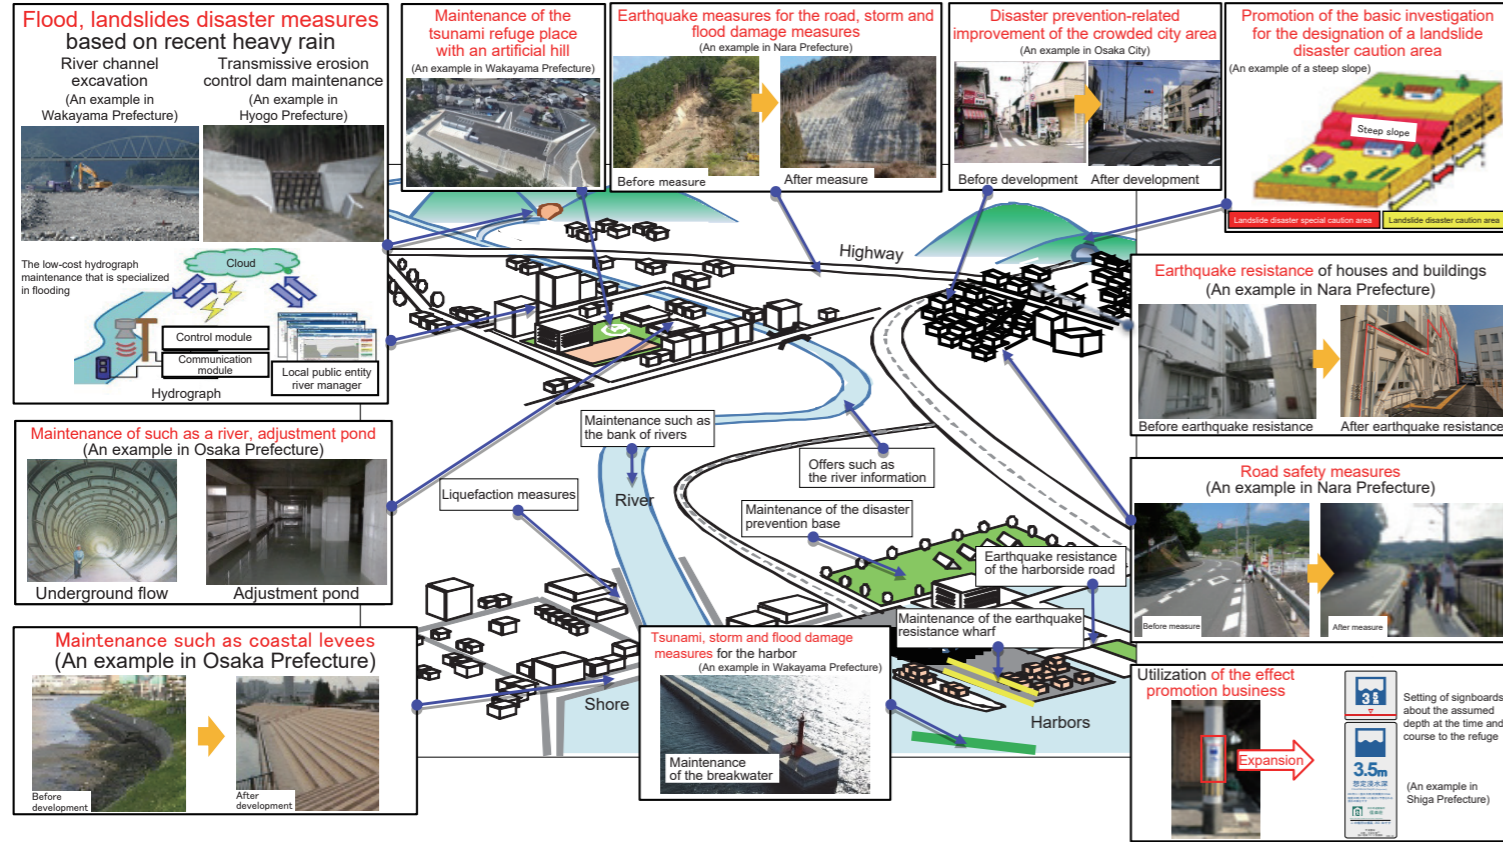 Flood, landslides disaster measures
based on recent heavy rain
River channel
excavation
(An example in
Wakayama Prefecture)
Transmissive erosion
control dam maintenance
(An example in
Hyogo Prefecture)
The low-cost hydrograph
maintenance that is specialized
in flooding
Cloud
Control module
Communication
module
Local public entity
river manager
Hydrograph
Maintenance of the
tsunami refuge place
with an artificial hill
(An example in Wakayama Prefecture)
Earthquake measures for the road, storm and
flood damage measures
(An example in Nara Prefecture)
Before measure
After measure
Disaster prevention-related
improvement of the crowded city area
(An example in Osaka City)
Before development
After development
Promotion of the basic investigation
for the designation of a landslide
disaster caution area
(An example of a steep slope)
Steep slope
Landslide disaster special caution area
Landslide disaster caution area
Highway
Earthquake resistance of houses and buildings
(An example in Nara Prefecture)
Before earthquake resistance
After earthquake resistance
Maintenance of such as a river, adjustment pond
(An example in Osaka Prefecture)
Underground flow
Adjustment pond
Maintenance such as
the bank of rivers
Offers such as
the river information
Liquefaction measures
River
Maintenance of the disaster
prevention base
Earthquake resistance
of the harborside road
Maintenance of the earthquake
resistance wharf
Road safety measures
(An example in Nara Prefecture)
Before measure
After measure
Maintenance such as coastal levees
(An example in Osaka Prefecture)
Before
development
After
development
Shore
Tsunami, storm and flood damage
measures for the harbor
(An example in Wakayama Prefecture)
Maintenance
of the breakwater
Harbors
Utilization of the effect
promotion business
Expansion
3.5m
想定浸水深
Setting of signboards
about the assumed
depth at the time and
course to the refuge
(An example in
Shiga Prefecture)